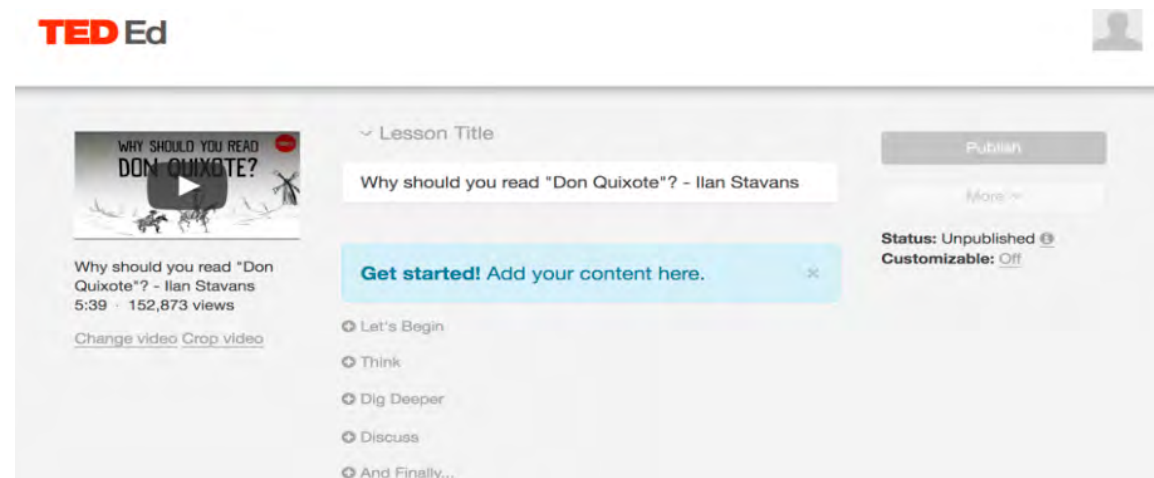 TED Ed
WHY SHOULD YOU READ
DON QUIXOTE?
Why should you read "Don
Quixote"? - Ilan Stavans
5:39 · 152,873 views
Change video Crop video
Lesson Title
Why should you read "Don Quixote"? - Ilan Stavans
Get started! Add your content here.
Let's Begin
Think
Dig Deeper
Discuss
And Finally...
Publish
More
Status: Unpublished
Customizable: Off